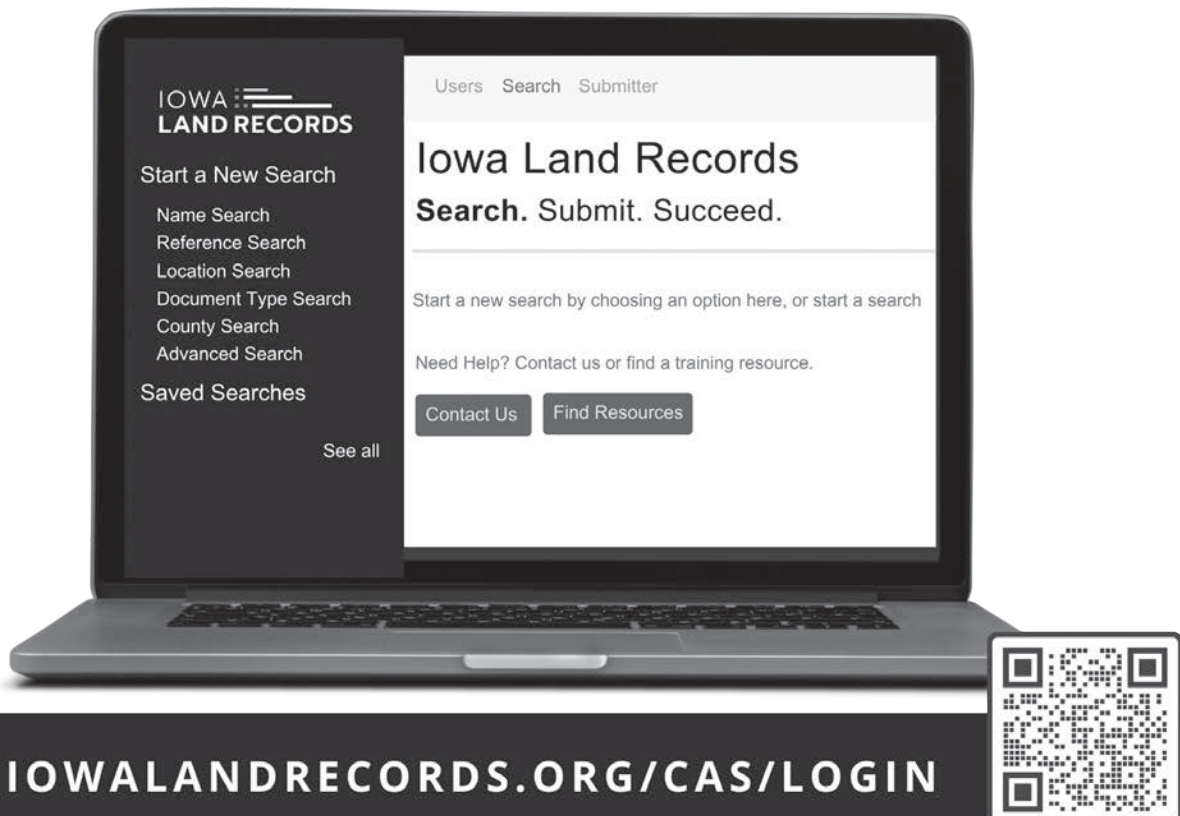 IOWA
LAND RECORDS
Start a New Search
Name Search
Reference Search
Location Search
Document Type Search
County Search
Advanced Search
Saved Searches
See all
Users Search Submitter
Iowa Land Records
Search. Submit. Succeed.
Start a new search by choosing an option here, or start a search
Need Help? Contact us or find a training resource.
Contact Us Find Resources
IOWALANDRECORDS.ORG/CAS/LOGIN